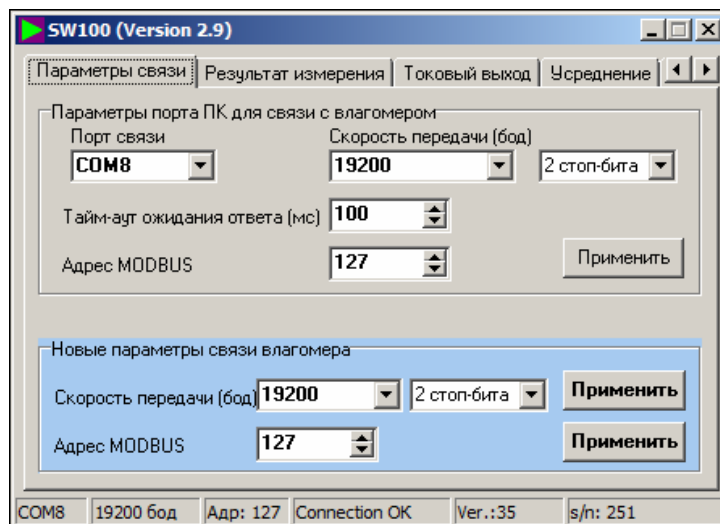 SW100 (Version 2.9)
Параметры связи Результат измерения Токовый выход Усреднение
Параметры порта ПК для связи с влагомером
Порт связи Скорость передачи (бод)
COM8 19200 2 стоп-бита
Тайм-аут ожидания ответа (мс) 100
Адрес MODBUS 127 Применить
Новые параметры связи влагомера
Скорость передачи (бод) 19200 2 стоп-бита Применить
Адрес MODBUS 127 Применить
COM8 19200 бод Адр: 127 Connection OK Ver.:35 s/n: 251